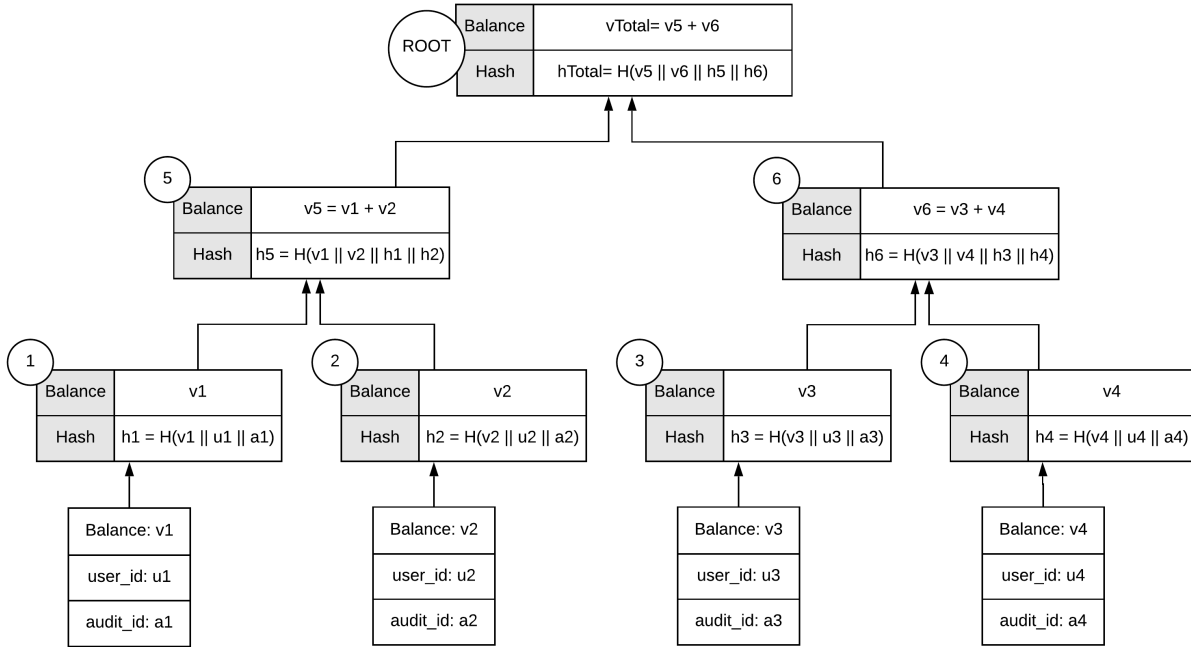 ROOT
Balance
vTotal= v5 + v6
Hash
hTotal= H(v5 || v6 || h5 || h6)
5
Balance
v5 = v1 + v2
Hash
h5 = H(v1 || v2 || h1 || h2)
6
Balance
v6 = v3 + v4
Hash
h6 = H(v3 || v4 || h3 || h4)
1
Balance
v1
Hash
h1 = H(v1 || u1 || a1)
2
Balance
v2
Hash
h2 = H(v2 || u2 || a2)
3
Balance
v3
Hash
h3 = H(v3 || u3 || a3)
4
Balance
v4
Hash
h4 = H(v4 || u4 || a4)
Balance: v1
user_id: u1
audit_id: a1
Balance: v2
user_id: u2
audit_id: a2
Balance: v3
user_id: u3
audit_id: a3
Balance: v4
user_id: u4
audit_id: a4